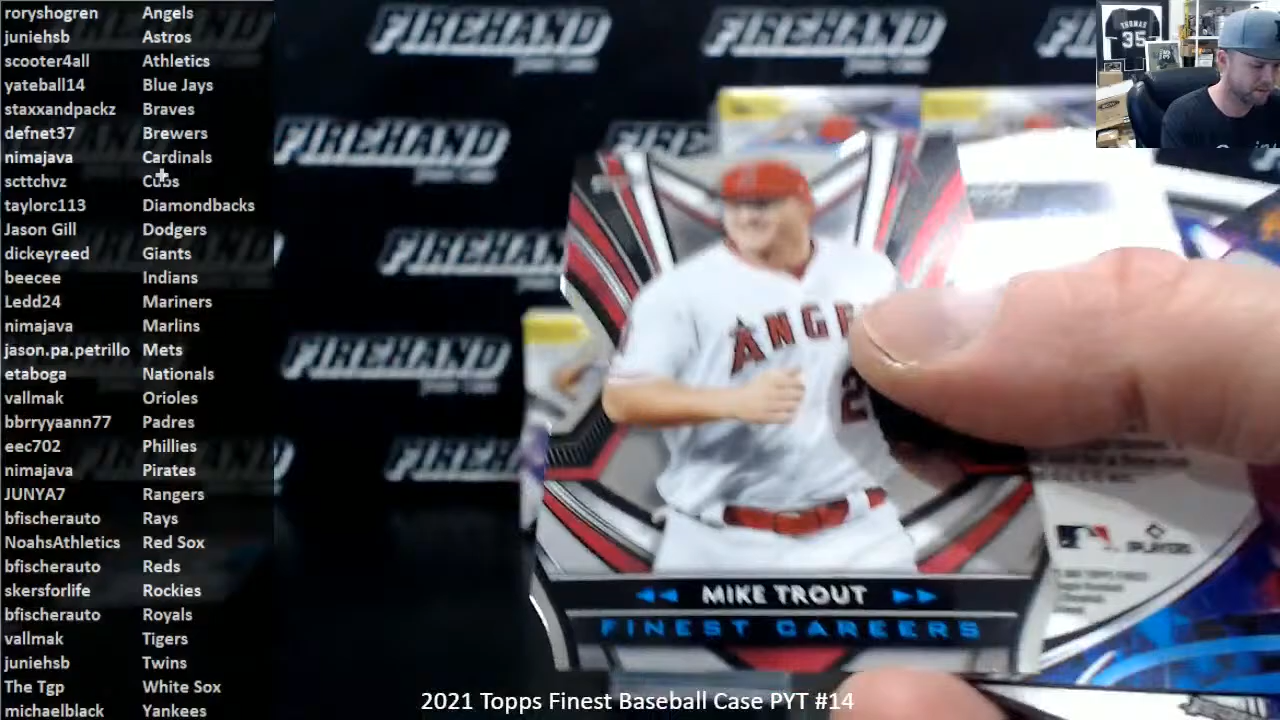 roryshogren Angels
juniehsb Astros
scooter4all Athletics
yateball14 Blue Jays
staxxandpackz Braves
defnet37 Brewers
nimajava Cardinals
scttchvz Cubs
taylorc113 Diamondbacks
Jason Gill Dodgers
dickeyreed Giants
beecee Indians
Ledd24 Mariners
nimajava Marlins
jason.pa.petrillo Mets
etaboga Nationals
vallmak Orioles
bbrryyaann77 Padres
eec702 Phillies
nimajava Pirates
JUNYA7 Rangers
bfischerauto Rays
NoahsAthletics Red Sox
bfischerauto Reds
skersforlife Rockies
bfischerauto Royals
vallmak Tigers
juniehsb Twins
The Tgp White Sox
michaelblack Yankees
FIREHAND
FIREHAND
FIREHAND
FIREHAND
FIREHAND
FIREHAND
THOMAS
35
ANGE
2
MIKE TROUT
FINEST CAREERS
PLAYERS
2021 Topps Finest Baseball Case PYT #14